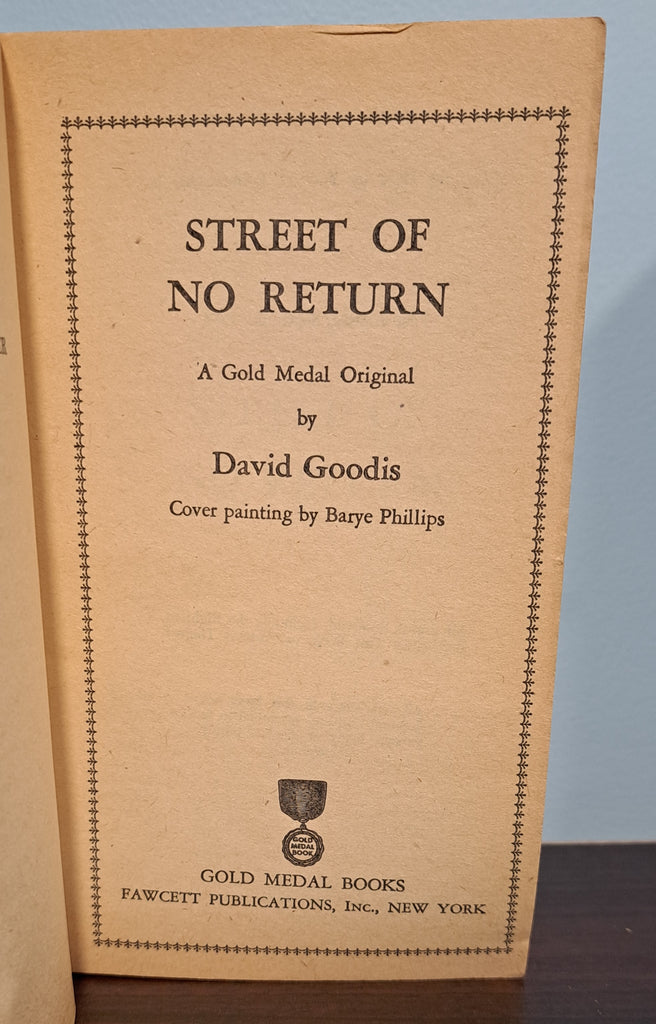 STREET OF
NO RETURN
A Gold Medal Original
by
David Goodis
Cover painting by Barye Phillips
GOLD
MEDAL
BOOK
GOLD MEDAL BOOKS
FAWCETT PUBLICATIONS, INC., NEW YORK